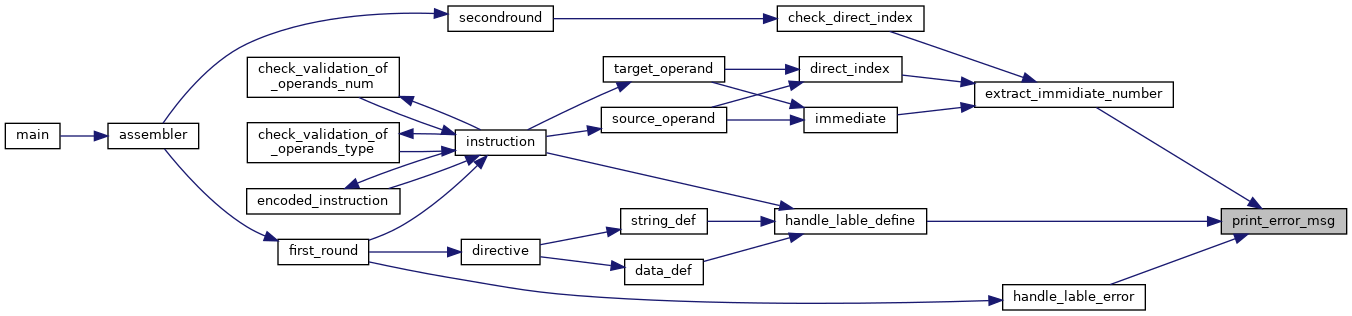 main
assembler
secondround
check_validation_of
_operands_num
check_validation_of
_operands_type
encoded_instruction
first_round
instruction
directive
target_operand
source_operand
string_def
data_def
check_direct_index
direct_index
immediate
handle_lable_define
extract_immidiate_number
handle_lable_error
print_error_msg